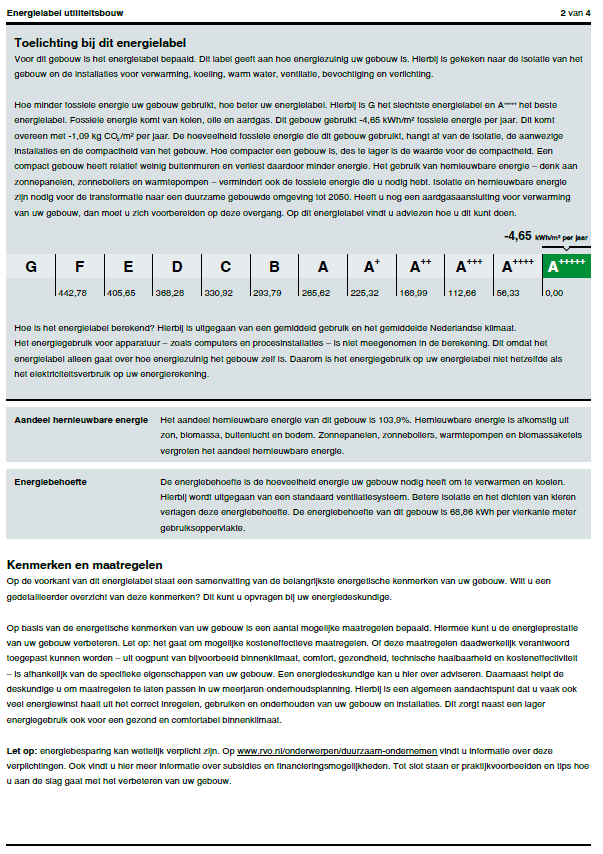 Energielabel utiliteitsbouw 2 van 4
Toelichting bij dit energielabel
Voor dit gebouw is het energielabel bepaald. Dit label geeft aan hoe energiezuinig uw gebouw is. Hierbij is gekeken naar de isolatie van het
gebouw en de installaties voor verwarming, koeling, warm water, ventilatie, bevochtiging en verlichting.
Hoe minder fossiele energie uw gebouw gebruikt, hoe beter uw energielabel. Hierbij is G het slechtste energielabel en A+++++ het beste
energielabel. Fossiele energie komt van kolen, olie en aardgas. Dit gebouw gebruikt -4,65 kWh/m² fossiele energie per jaar. Dit komt
overeen met -1,09 kg CO₂/m² per jaar. De hoeveelheid fossiele energie die dit gebouw gebruikt, hangt af van de isolatie, de aanwezige
installaties en de compactheid van het gebouw. Hoe compacter een gebouw is, des te lager is de waarde voor de compactheid. Een
compact gebouw heeft relatief weinig buitenmuren en verliest daardoor minder energie. Het gebruik van hernieuwbare energie – denk aan
zonnepanelen, zonneboilers en warmtepompen – vermindert ook de fossiele energie die u nodig hebt. Isolatie en hernieuwbare energie
zijn nodig voor de transformatie naar een duurzame gebouwde omgeving tot 2050. Heeft u nog een aardgasaansluiting voor verwarming
van uw gebouw, dan moet u zich voorbereiden op deze overgang. Op dit energielabel vindt u adviezen hoe u dit kunt doen.
-4,65 kWh/m² per jaar
G F E D C B A A+ A++ A+++ A++++ A+++++
442,78 405,65 368,28 330,92 293,79 265,62 225,32 168,99 112,66 56,33 0,00
Hoe is het energielabel berekend? Hierbij is uitgegaan van een gemiddeld gebruik en het gemiddelde Nederlandse klimaat.
Het energiegebruik voor apparatuur – zoals computers en procesinstallaties – is niet meegenomen in de berekening. Dit omdat het
energielabel alleen gaat over hoe energiezuinig het gebouw zelf is. Daarom is het energiegebruik op uw energielabel niet hetzelfde als
het elektriciteitsverbruik op uw energierekening.
Aandeel hernieuwbare energie Het aandeel hernieuwbare energie van dit gebouw is 103,9%. Hernieuwbare energie is afkomstig uit
zon, biomassa, buitenlucht en bodem. Zonnepanelen, zonneboilers, warmtepompen en biomassaketels
vergroten het aandeel hernieuwbare energie.
Energiebehoefte De energiebehoefte is de hoeveelheid energie uw gebouw nodig heeft om te verwarmen en koelen.
Hierbij wordt uitgegaan van een standaard ventilatiesysteem. Betere isolatie en het dichten van kieren
verlagen deze energiebehoefte. De energiebehoefte van dit gebouw is 68,86 kWh per vierkante meter
gebruiksoppervlakte.
Kenmerken en maatregelen
Op de voorkant van dit energielabel staat een samenvatting van de belangrijkste energetische kenmerken van uw gebouw. Wilt u een
gedetailleerder overzicht van deze kenmerken? Dit kunt u opvragen bij uw energiedeskundige.
Op basis van de energetische kenmerken van uw gebouw is een aantal mogelijke maatregelen bepaald. Hiermee kunt u de energieprestatie
van uw gebouw verbeteren. Let op: het gaat om mogelijke kosteneffectieve maatregelen. Of deze maatregelen daadwerkelijk verantwoord
toegepast kunnen worden – uit oogpunt van bijvoorbeeld binnenklimaat, comfort, gezondheid, technische haalbaarheid en kosteneffectiviteit
– is afhankelijk van de specifieke eigenschappen van uw gebouw. Een energiedeskundige kan u hier over adviseren. Daarnaast helpt de
deskundige u om maatregelen te laten passen in uw meerjaren onderhoudsplanning. Hierbij is een algemeen aandachtspunt dat u vaak ook
veel energiewinst haalt uit het correct inregelen, gebruiken en onderhouden van uw gebouw en installaties. Dit zorgt naast een lager
energiegebruik ook voor een gezond en comfortabel binnenklimaat.
Let op: energiebesparing kan wettelijk verplicht zijn. Op www.rvo.nl/onderwerpen/duurzaam-ondernemen vindt u informatie over deze
verplichtingen. Ook vindt u hier meer informatie over subsidies en financieringsmogelijkheden. Tot slot staan er praktijkvoorbeelden en tips hoe
u aan de slag gaat met het verbeteren van uw gebouw.